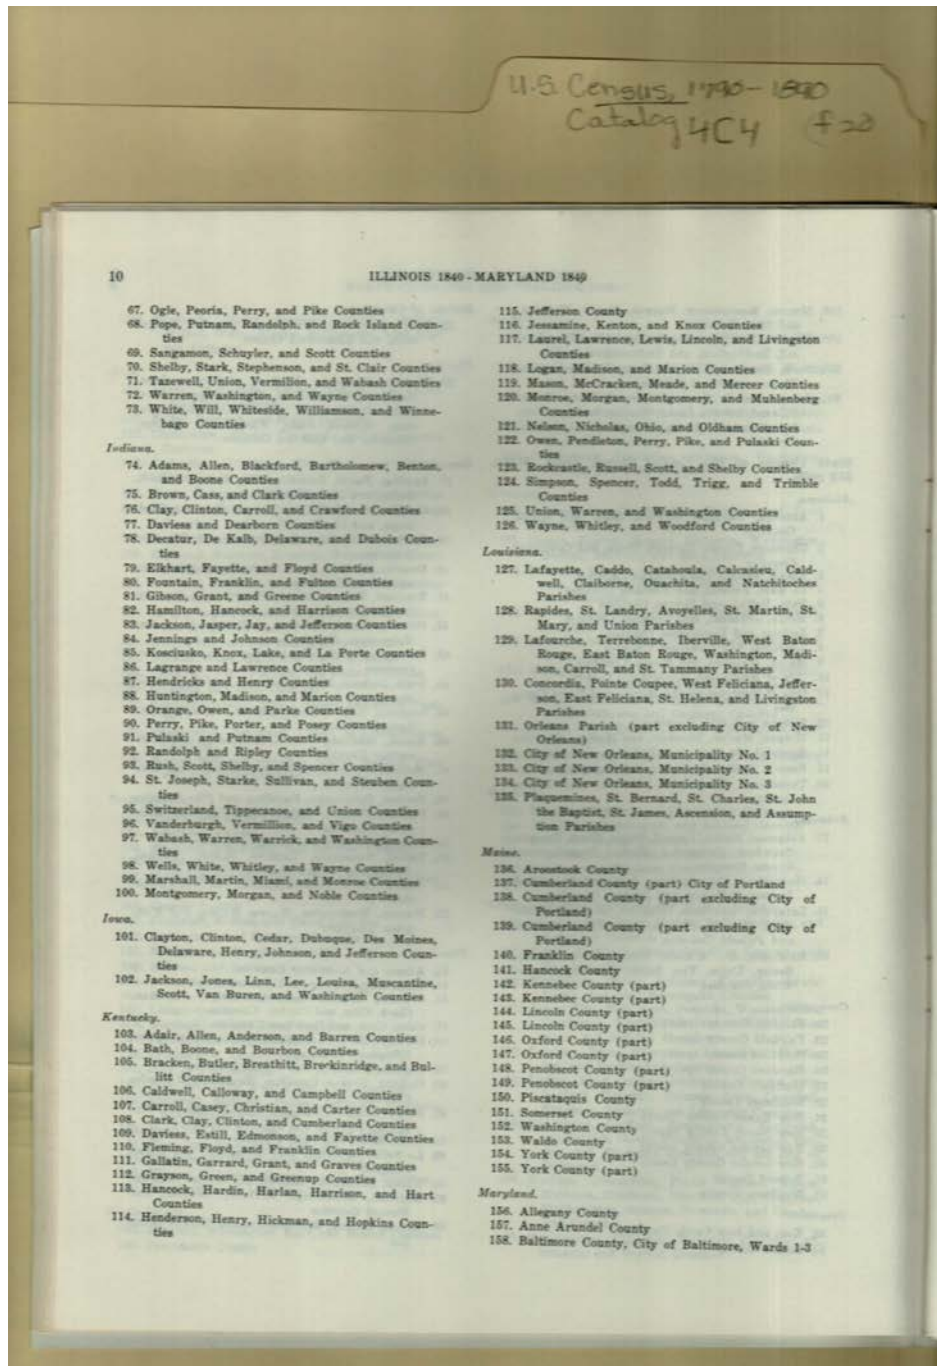 U.S. Census, 1790-1890
Catalog 4C4 (f20)
10
ILLINOIS 1840 - MARYLAND 1840
67. Ogle, Peoria, Perry, and Pike Counties
68. Pope, Putnam, Randolph, and Rock Island Coun-
ties
69. Sangamon, Schuyler, and Scott Counties
70. Shelby, Stark, Stephenson, and St. Clair Counties
71. Tazewell, Union, Vermilion, and Wabash Counties
72. Warren, Washington, and Wayne Counties
73. White, Will, Whiteside, Williamson, and Winne-
bago Counties
Indiana.
74. Adams, Allen, Blackford, Bartholomew, Benton,
and Boone Counties
75. Brown, Cass, and Clark Counties
76. Clay, Clinton, Carroll, and Crawford Counties
77. Daviess and Dearborn Counties
78. Decatur, De Kalb, Delaware, and Dubois Coun-
ties
79. Elkhart, Fayette, and Floyd Counties
80. Fountain, Franklin, and Fulton Counties
81. Gibson, Grant, and Greene Counties
82. Hamilton, Hancock, and Harrison Counties
83. Jackson, Jasper, Jay, and Jefferson Counties
84. Jennings and Johnson Counties
85. Kosciusko, Knox, Lake, and La Porte Counties
86. Lagrange and Lawrence Counties
87. Hendricks and Henry Counties
88. Huntington, Madison, and Marion Counties
89. Orange, Owen, and Parke Counties
90. Perry, Pike, Porter, and Posey Counties
91. Pulaski and Putnam Counties
92. Randolph and Ripley Counties
93. Rush, Scott, Shelby, and Spencer Counties
94. St. Joseph, Starke, Sullivan, and Steuben Coun-
ties
95. Switzerland, Tippecanoe, and Union Counties
96. Vanderburgh, Vermillion, and Vigo Counties
97. Wabash, Warren, Warrick, and Washington Coun-
ties
98. Wells, White, Whitley, and Wayne Counties
99. Marshall, Martin, Miami, and Monroe Counties
100. Montgomery, Morgan, and Noble Counties
Iowa.
101. Clayton, Clinton, Cedar, Dubuque, Des Moines,
Delaware, Henry, Johnson, and Jefferson Coun-
ties
102. Jackson, Jones, Linn, Lee, Louisa, Muscantine,
Scott, Van Buren, and Washington Counties
Kentucky.
103. Adair, Allen, Anderson, and Barren Counties
104. Bath, Boone, and Bourbon Counties
105. Bracken, Butler, Breathitt, Breckinridge, and Bul-
litt Counties
106. Caldwell, Calloway, and Campbell Counties
107. Carroll, Casey, Christian, and Carter Counties
108. Clark, Clay, Clinton, and Cumberland Counties
109. Daviess, Estill, Edmonson, and Fayette Counties
110. Fleming, Floyd, and Franklin Counties
111. Gallatin, Garrard, Grant, and Graves Counties
112. Grayson, Green, and Greenup Counties
113. Hancock, Hardin, Harlan, Harrison, and Hart
Counties
114. Henderson, Henry, Hickman, and Hopkins Coun-
ties
115. Jefferson County
116. Jessamine, Kenton, and Knox Counties
117. Laurel, Lawrence, Lewis, Lincoln, and Livingston
Counties
118. Logan, Madison, and Marion Counties
119. Mason, McCracken, Meade, and Mercer Counties
120. Monroe, Morgan, Montgomery, and Muhlenberg
Counties
121. Nelson, Nicholas, Ohio, and Oldham Counties
122. Owen, Pendleton, Perry, Pike, and Pulaski Coun-
ties
123. Rockcastle, Russell, Scott, and Shelby Counties
124. Simpson, Spencer, Todd, Trigg, and Trimble
Counties
125. Union, Warren, and Washington Counties
126. Wayne, Whitley, and Woodford Counties
Louisiana.
127. Lafayette, Caddo, Catahoula, Calcasieu, Cald-
well, Claiborne, Ouachita, and Natchitoches
Parishes
128. Rapides, St. Landry, Avoyelles, St. Martin, St.
Mary, and Union Parishes
129. Lafourche, Terrebonne, Iberville, West Baton
Rouge, East Baton Rouge, Washington, Madi-
son, Carroll, and St. Tammany Parishes
130. Concordia, Pointe Coupee, West Feliciana, Jeffer-
son, East Feliciana, St. Helena, and Livingston
Parishes
131. Orleans Parish (part excluding City of New
Orleans)
132. City of New Orleans, Municipality No. 1
133. City of New Orleans, Municipality No. 2
134. City of New Orleans, Municipality No. 3
135. Plaquemines, St. Bernard, St. Charles, St. John
the Baptist, St. James, Ascension, and Assump-
tion Parishes
Maine.
136. Aroostook County
137. Cumberland County (part) City of Portland
138. Cumberland County (part excluding City of
Portland)
139. Cumberland County (part excluding City of
Portland)
140. Franklin County
141. Hancock County
142. Kennebec County (part)
143. Kennebec County (part)
144. Lincoln County (part)
145. Lincoln County (part)
146. Oxford County (part)
147. Oxford County (part)
148. Penobscot County (part)
149. Penobscot County (part)
150. Piscataquis County
151. Somerset County
152. Washington County
153. Waldo County
154. York County (part)
155. York County (part)
Maryland.
156. Allegany County
157. Anne Arundel County
158. Baltimore County, City of Baltimore, Wards 1-3